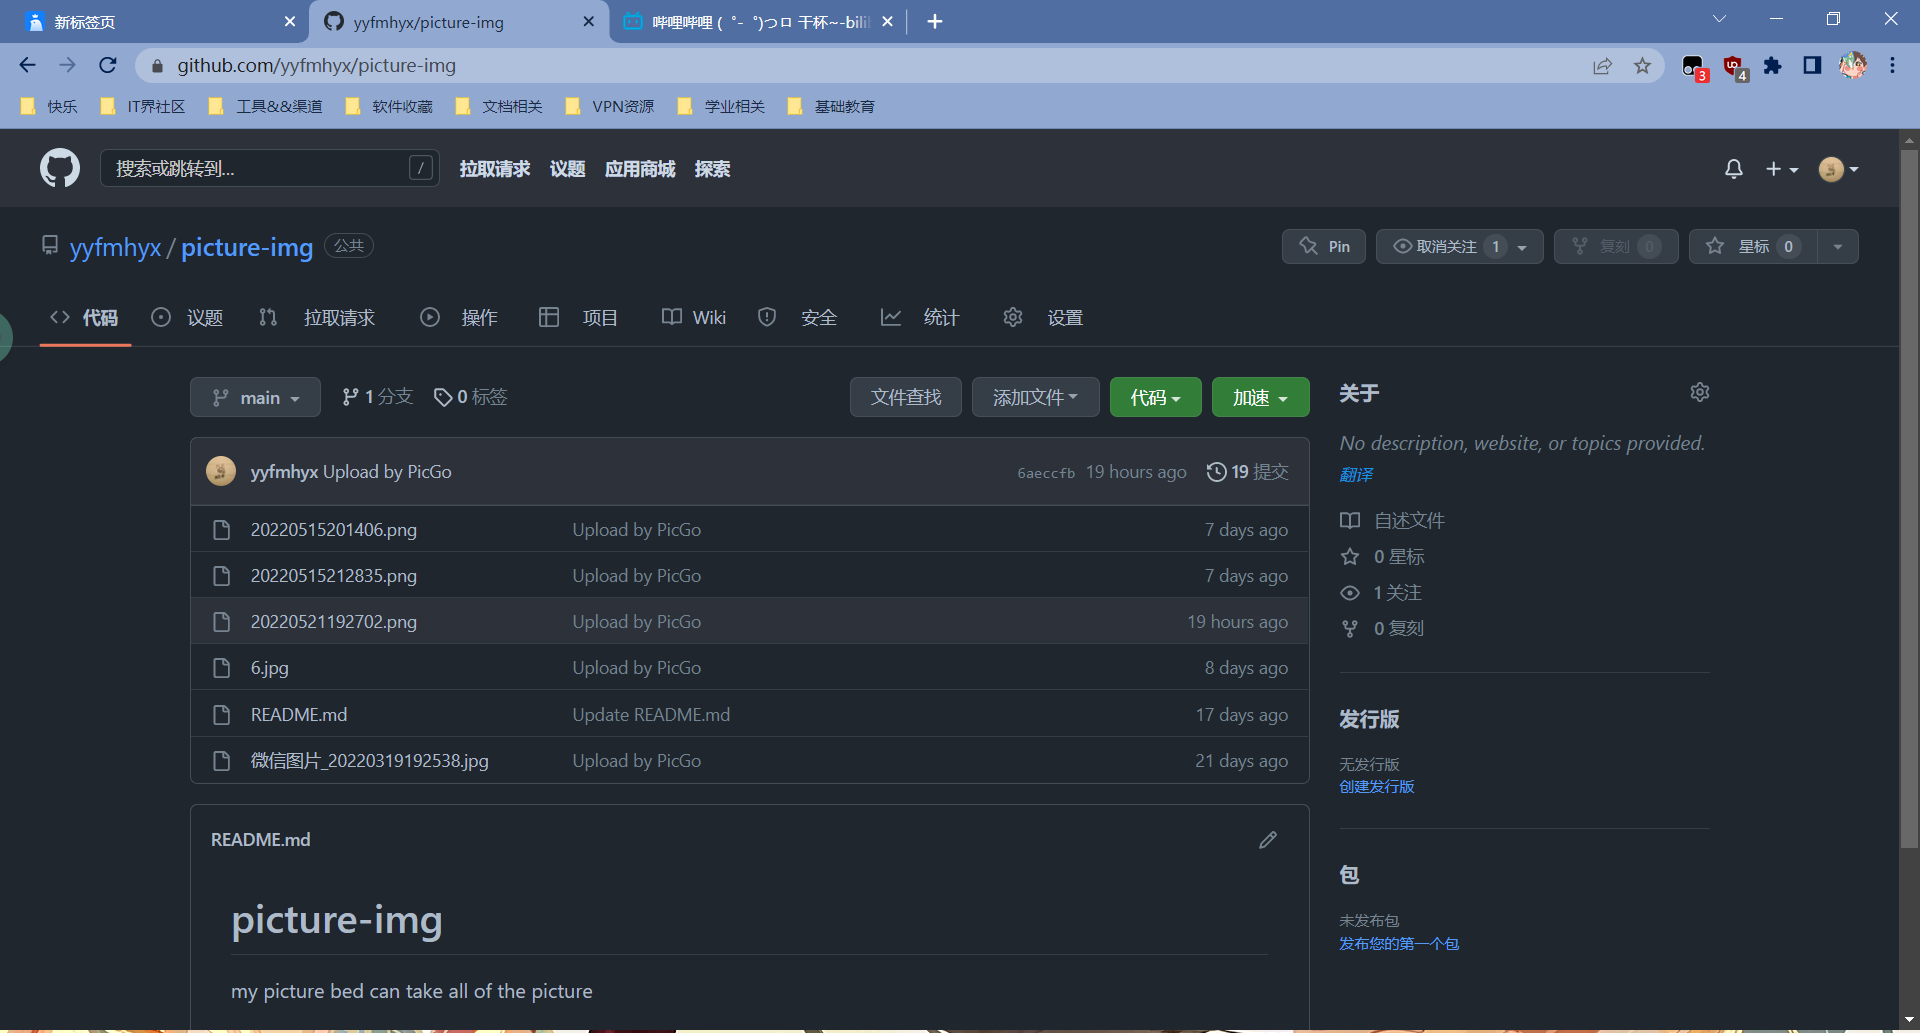 新标签页
yyfmhyx/picture-img
哔哩哔哩 (゜-゜)つロ 干杯~-bili
github.com/yyfmhyx/picture-img
3
4
快乐
IT界社区
工具&&渠道
软件收藏
文档相关
VPN资源
学业相关
基础教育
搜索或跳转到...
/
拉取请求
议题
应用商城
探索
yyfmhyx / picture-img
公共
Pin
取消关注 1
复刻 0
星标 0
代码
议题
拉取请求
操作
项目
Wiki
安全
统计
设置
main
1 分支
0 标签
文件查找
添加文件
代码
加速
yyfmhyx Upload by PicGo
6aeccfb 19 hours ago
19 提交
20220515201406.png Upload by PicGo 7 days ago
20220515212835.png Upload by PicGo 7 days ago
20220521192702.png Upload by PicGo 19 hours ago
6.jpg Upload by PicGo 8 days ago
README.md Update README.md 17 days ago
微信图片_20220319192538.jpg Upload by PicGo 21 days ago
README.md
picture-img
my picture bed can take all of the picture
关于
No description, website, or topics provided.
翻译
自述文件
0 星标
1 关注
0 复刻
发行版
无发行版
创建发行版
包
未发布包
发布您的第一个包